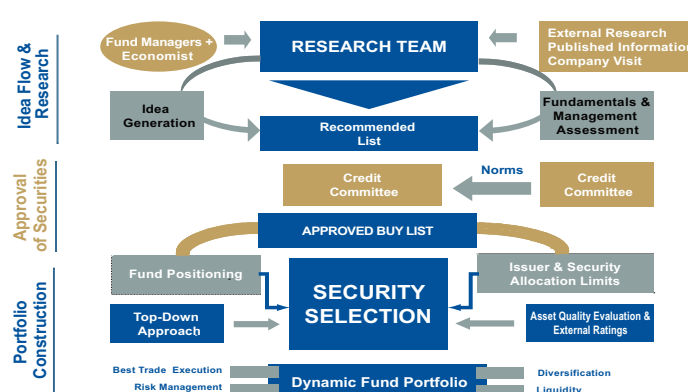 Idea Flow &
Research
Fund Managers +
Economist
RESEARCH TEAM
External Research
Published Information
Company Visit
Idea
Generation
Fundamentals &
Management
Assessment
Recommended
List
Approval
of Securities
Credit
Committee
Norms
Credit
Committee
APPROVED BUY LIST
Portfolio
Construction
Fund Positioning
SECURITY
SELECTION
Issuer & Security
Allocation Limits
Top-Down
Approach
Asset Quality Evaluation &
External Ratings
Best Trade Execution
Risk Management
Dynamic Fund Portfolio
Diversification
Liquidity